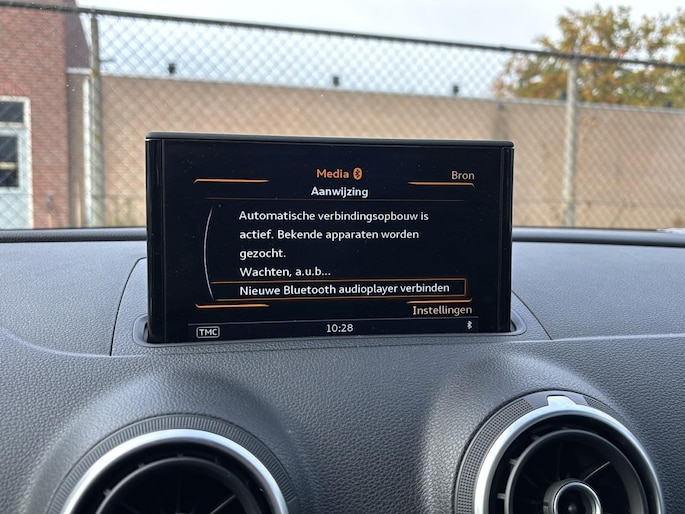 Media
Bron
Aanwijzing
Automatische verbindingsopbouw is
actief. Bekende apparaten worden
gezocht.
Wachten, a.u.b...
Nieuwe Bluetooth audioplayer verbinden
Instellingen
TMC
10:28